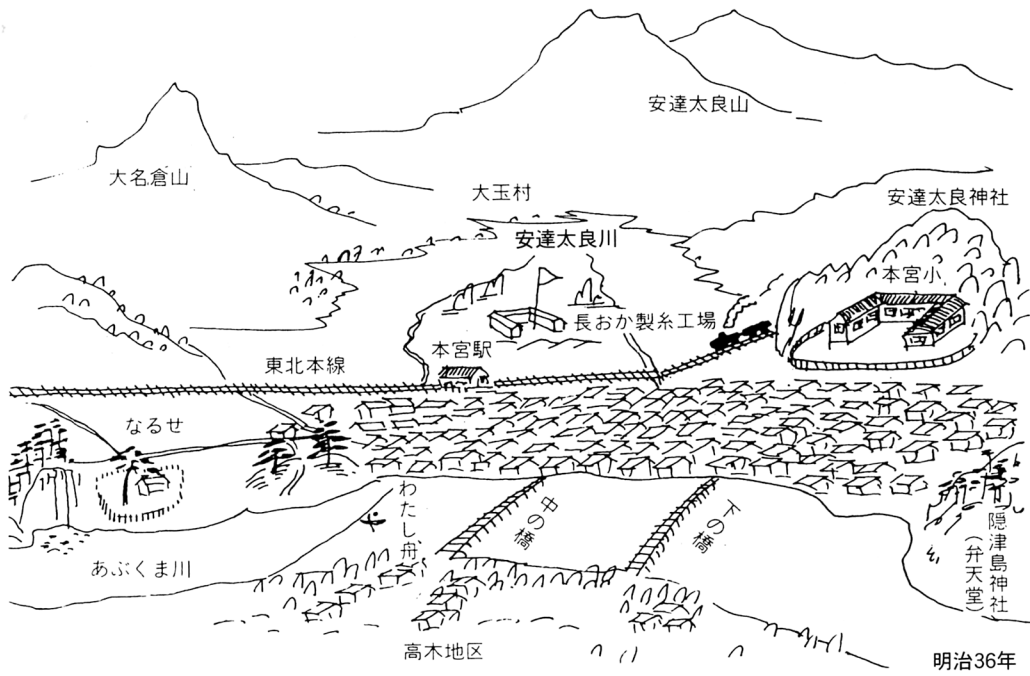 安達太良山
大名倉山
大玉村
安達太良神社
安達太良川
本宮小
長おか製糸工場
本宮駅
東北本線
なるせ
わたし舟
中の橋
下の橋
隠津島神社
(弁天堂)
あぶくま川
高木地区
明治36年